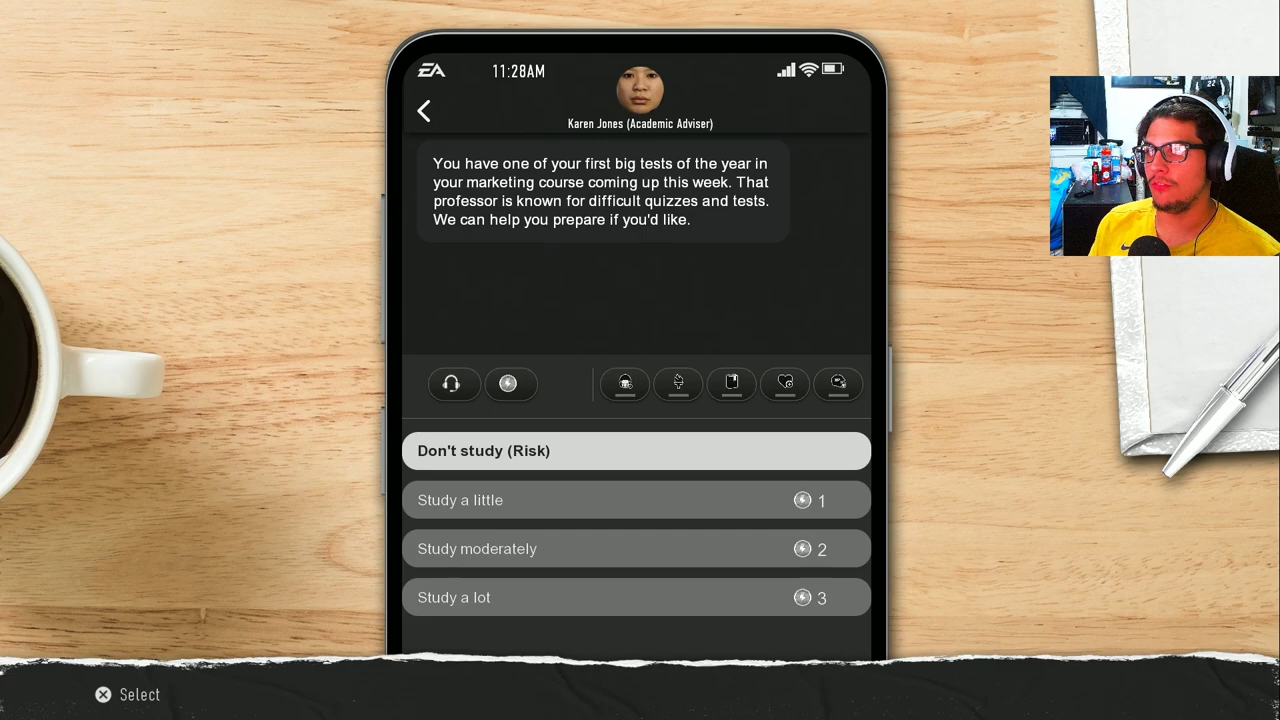 EA
11:28AM
Karen Jones (Academic Adviser)
You have one of your first big tests of the year in
your marketing course coming up this week. That
professor is known for difficult quizzes and tests.
We can help you prepare if you'd like.
Don't study (Risk)
Study a little 1
Study moderately 2
Study a lot 3
Select
22